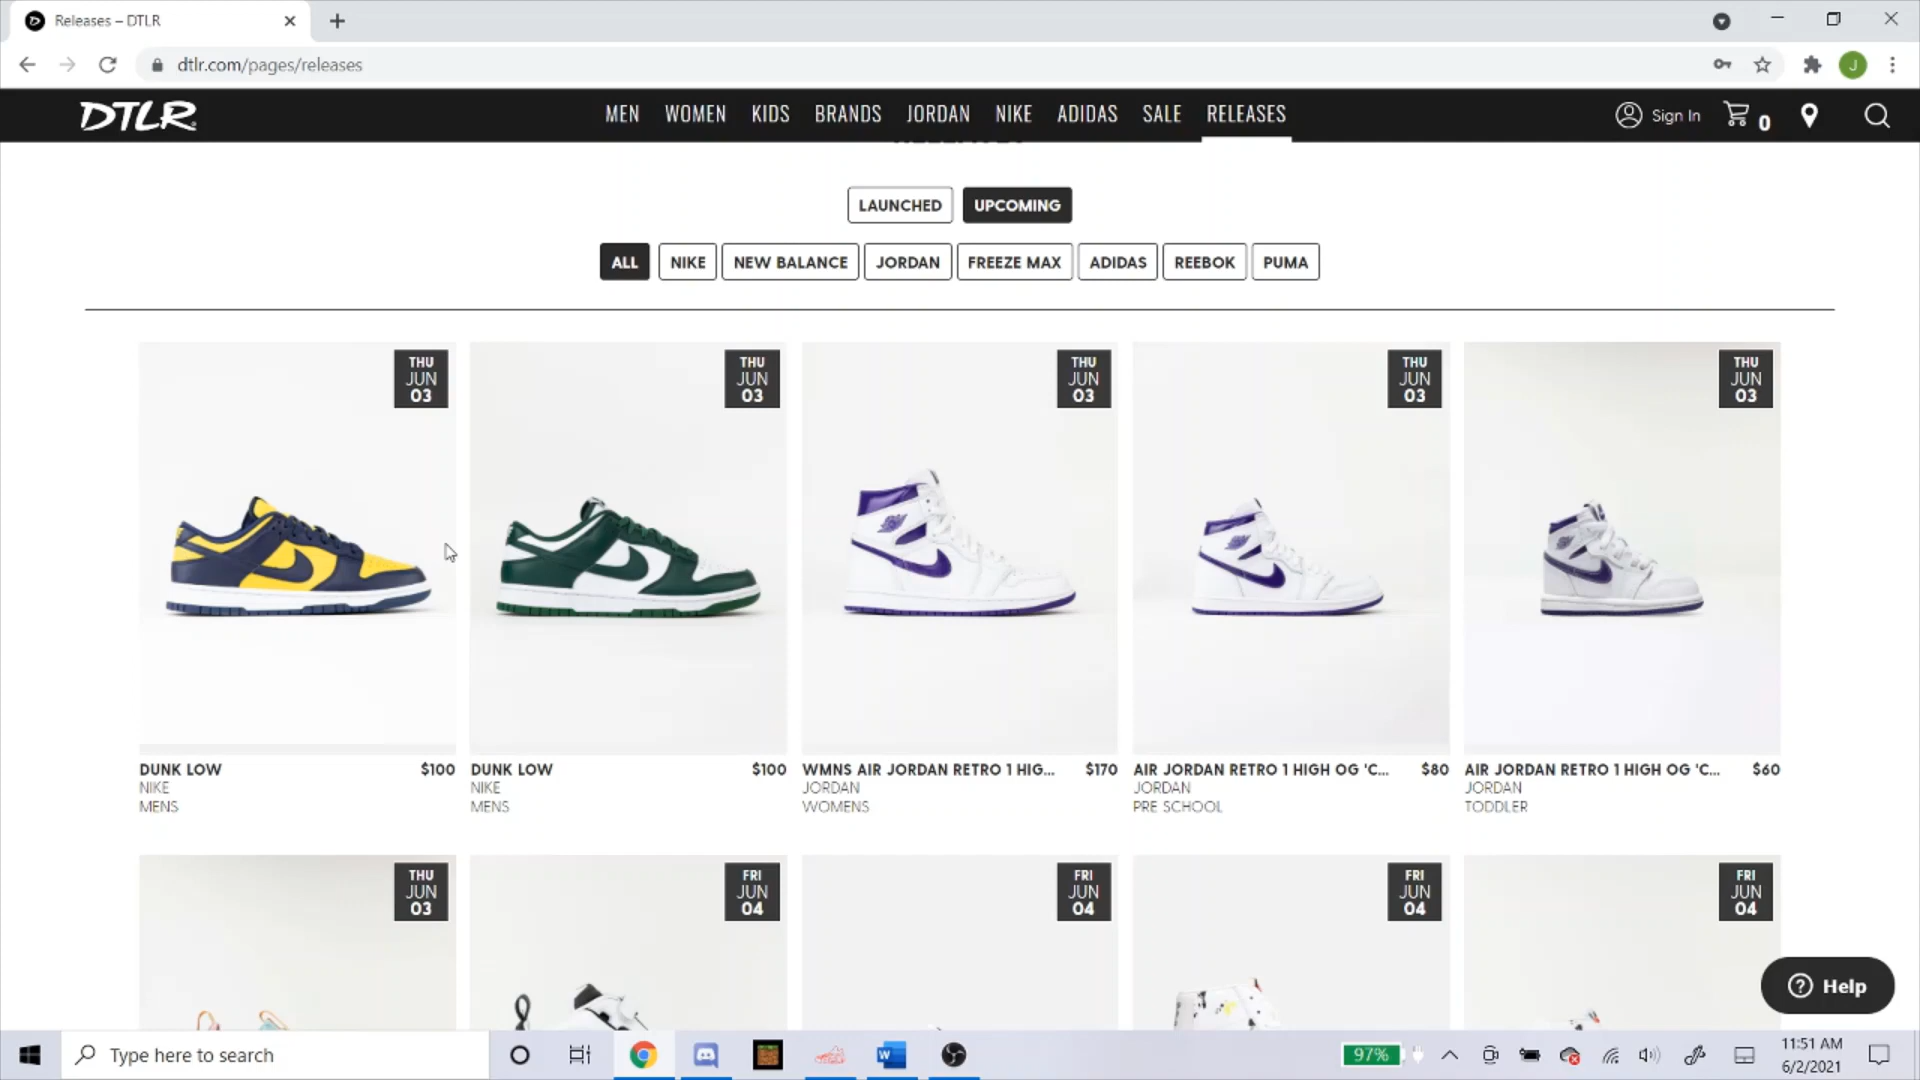 Releases – DTLR
dtlr.com/pages/releases
J
DTLR
MEN WOMEN KIDS BRANDS JORDAN NIKE ADIDAS SALE RELEASES
Sign In 0
LAUNCHED UPCOMING
ALL NIKE NEW BALANCE JORDAN FREEZE MAX ADIDAS REEBOK PUMA
THU
JUN
03
THU
JUN
03
THU
JUN
03
THU
JUN
03
THU
JUN
03
DUNK LOW $100
NIKE
MENS
DUNK LOW $100
NIKE
MENS
WMNS AIR JORDAN RETRO 1 HIG... $170
JORDAN
WOMENS
AIR JORDAN RETRO 1 HIGH OG 'C... $80
JORDAN
PRE SCHOOL
AIR JORDAN RETRO 1 HIGH OG 'C... $60
JORDAN
TODDLER
THU
JUN
03
FRI
JUN
04
FRI
JUN
04
FRI
JUN
04
FRI
JUN
04
Help
Type here to search
97%
11:51 AM
6/2/2021